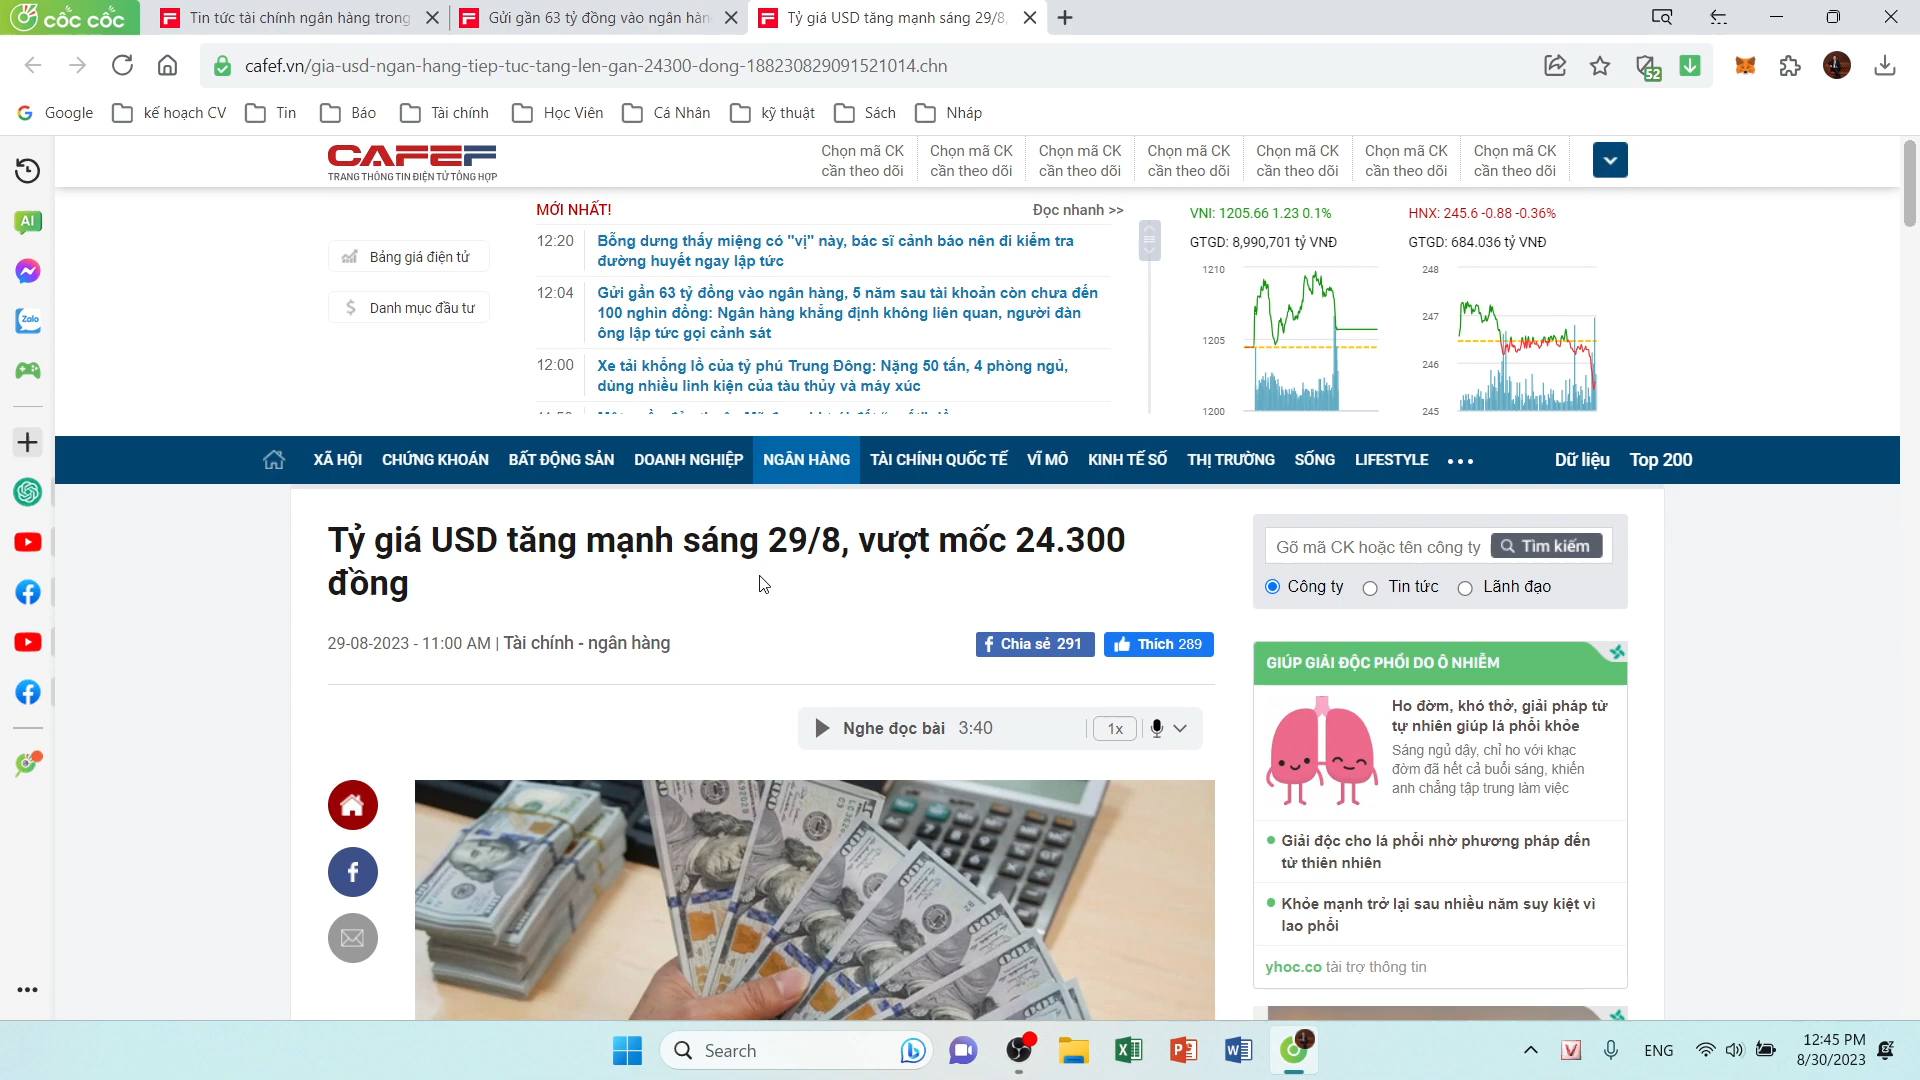 cốc cốc
Tin tức tài chính ngân hàng trong
Gửi gần 63 tỷ đồng vào ngân hàn
Tỷ giá USD tăng mạnh sáng 29/8,
cafef.vn/gia-usd-ngan-hang-tiep-tuc-tang-len-gan-24300-dong-188230829091521014.chn
52
Google
kế hoạch CV
Tin
Báo
Tài chính
Học Viên
Cá Nhân
kỹ thuật
Sách
Nháp
CAFEF
TRANG THÔNG TIN ĐIỆN TỬ TỔNG HỢP
Chọn mã CK
cần theo dõi
Chọn mã CK
cần theo dõi
Chọn mã CK
cần theo dõi
Chọn mã CK
cần theo dõi
Chọn mã CK
cần theo dõi
Chọn mã CK
cần theo dõi
Chọn mã CK
cần theo dõi
AI
Zalo
Bảng giá điện tử
Danh mục đầu tư
MỚI NHẤT!
Đọc nhanh >>
12:20
Bỗng dưng thấy miệng có "vị" này, bác sĩ cảnh báo nên đi kiểm tra
đường huyết ngay lập tức
12:04
Gửi gần 63 tỷ đồng vào ngân hàng, 5 năm sau tài khoản còn chưa đến
100 nghìn đồng: Ngân hàng khẳng định không liên quan, người đàn
ông lập tức gọi cảnh sát
12:00
Xe tải khổng lồ của tỷ phú Trung Đông: Nặng 50 tấn, 4 phòng ngủ,
dùng nhiều linh kiện của tàu thủy và máy xúc
VNI: 1205.66 1.23 0.1%
GTGD: 8,990,701 tỷ VNĐ
1210
1205
1200
HNX: 245.6 -0.88 -0.36%
GTGD: 684.036 tỷ VNĐ
248
247
246
245
XÃ HỘI
CHỨNG KHOÁN
BẤT ĐỘNG SẢN
DOANH NGHIỆP
NGÂN HÀNG
TÀI CHÍNH QUỐC TẾ
VĨ MÔ
KINH TẾ SỐ
THỊ TRƯỜNG
SỐNG
LIFESTYLE
Dữ liệu
Top 200
Tỷ giá USD tăng mạnh sáng 29/8, vượt mốc 24.300
đồng
29-08-2023 - 11:00 AM | Tài chính - ngân hàng
Chia sẻ 291
Thích 289
Nghe đọc bài 3:40
1x
Gõ mã CK hoặc tên công ty
Tìm kiếm
Công ty
Tin tức
Lãnh đạo
GIÚP GIẢI ĐỘC PHỔI DO Ô NHIỄM
Ho đờm, khó thở, giải pháp từ
tự nhiên giúp lá phổi khỏe
Sáng ngủ dậy, chỉ ho với khạc
đờm đã hết cả buổi sáng, khiến
anh chẳng tập trung làm việc
Giải độc cho lá phổi nhờ phương pháp đến
từ thiên nhiên
Khỏe mạnh trở lại sau nhiều năm suy kiệt vì
lao phổi
yhoc.co tài trợ thông tin
Search
ENG
12:45 PM
8/30/2023